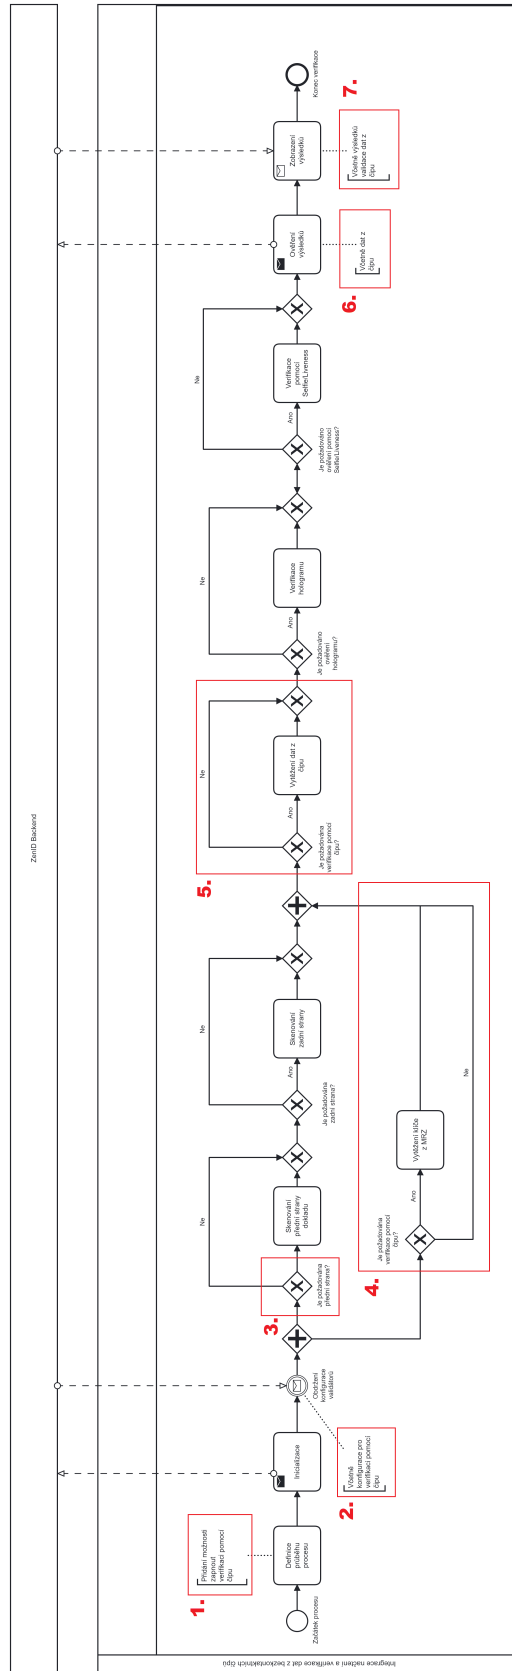 ZenID Backend
Integrace načtení a verifikace dat z bezkontaktních čipů
Začátek procesu
Definice
průběhu
procesu
1.
Přidání možnosti
zapnout
verifikaci pomocí
čipu
Inicializace
2.
Včetně
konfigurace pro
verifikaci pomocí
čipu
Obdržení
konfigurace
validátorů
3.
Je požadována
přední strana?
Ne
Skenování
přední strany
dokladu
4.
Je požadována
verifikace pomocí
čipu?
Ano
Vytěžení klíče
z MRZ
Ne
Je požadována
zadní strana?
Ano
Ne
Skenování
zadní strany
5.
Je požadována
verifikace pomocí
čipu?
Ano
Ne
Vytěžení dat z
čipu
Je požadováno
ověření
hologramu?
Ano
Ne
Verifikace
hologramu
Je požadováno
ověření pomocí
Selfie/Liveness?
Ano
Ne
Verifikace
pomocí
Selfie/Liveness
Ověření
výsledků
6.
Včetně dat z
čipu
Zobrazení
výsledků
7.
Včetně výsledků
validace dat z
čipu
Konec verifikace